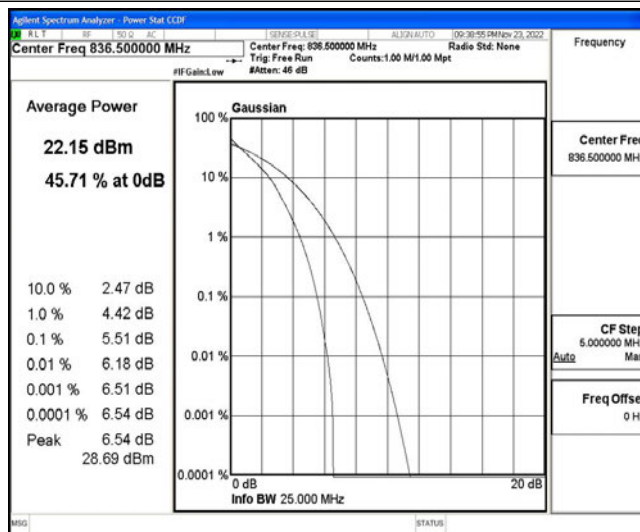 Agilent Spectrum Analyzer - Power Stat CCDF
RLT RF 50 Ω AC SENSE:PULSE ALIGN AUTO 09:38:55 PM Nov 23, 2022
Center Freq 836.500000 MHz
Center Freq: 836.500000 MHz Radio Std: None
Trig: Free Run Counts:1.00 M/1.00 Mpt
#IFGain:Low #Atten: 46 dB
Frequency
Average Power
22.15 dBm
45.71 % at 0dB
10.0 % 2.47 dB
1.0 % 4.42 dB
0.1 % 5.51 dB
0.01 % 6.18 dB
0.001 % 6.51 dB
0.0001 % 6.54 dB
Peak 6.54 dB
28.69 dBm
Gaussian
100 %
10 %
1 %
0.1 %
0.01 %
0.001 %
0.0001 %
0 dB 20 dB
Info BW 25.000 MHz
Center Fre
836.500000 MH
CF Step
5.000000 MH
Auto Ma
Freq Offse
0 H
MSG STATUS